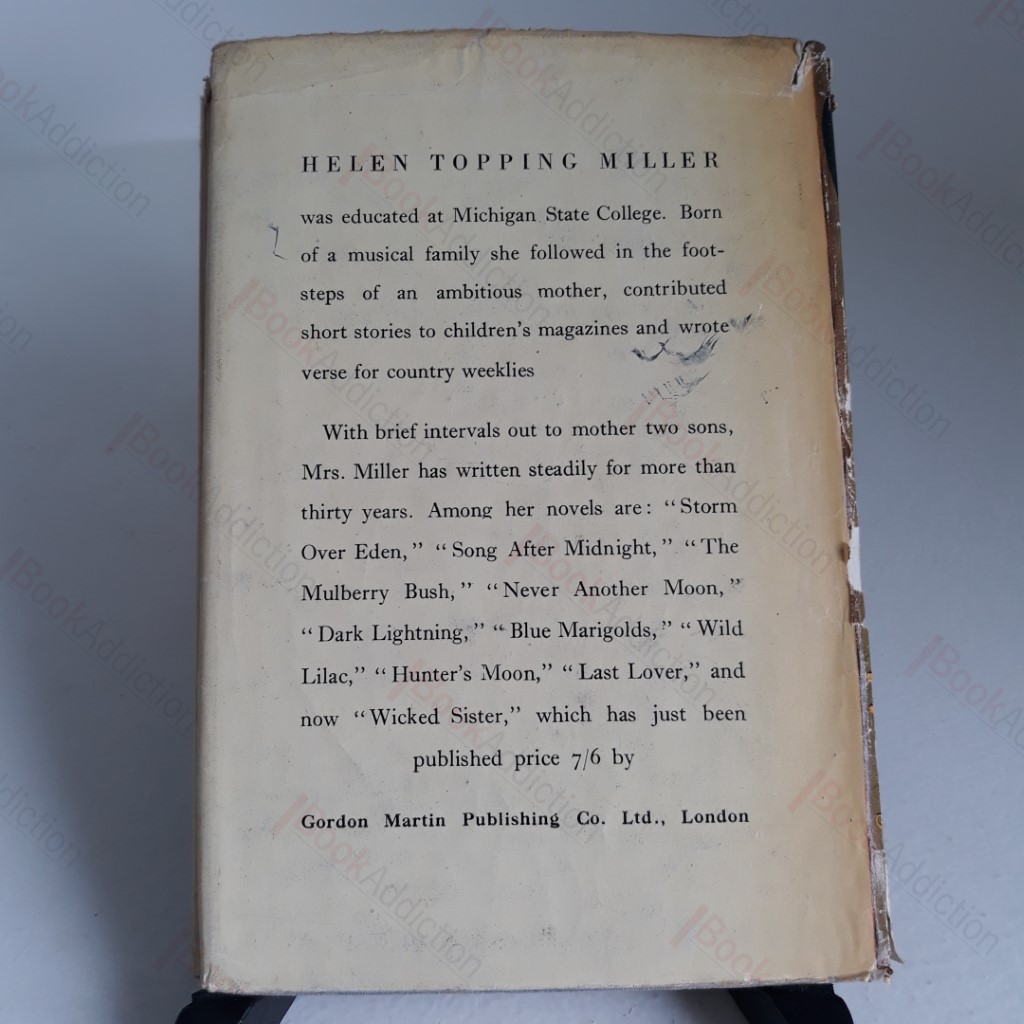 HELEN TOPPING MILLER
was educated at Michigan State College. Born
of a musical family she followed in the foot-
steps of an ambitious mother, contributed
short stories to children's magazines and wrote
verse for country weeklies
With brief intervals out to mother two sons,
Mrs. Miller has written steadily for more than
thirty years. Among her novels are: "Storm
Over Eden," "Song After Midnight," "The
Mulberry Bush," "Never Another Moon,"
"Dark Lightning," "Blue Marigolds," "Wild
Lilac," "Hunter's Moon," "Last Lover," and
now "Wicked Sister," which has just been
published price 7/6 by
Gordon Martin Publishing Co. Ltd., London
BookAddiction